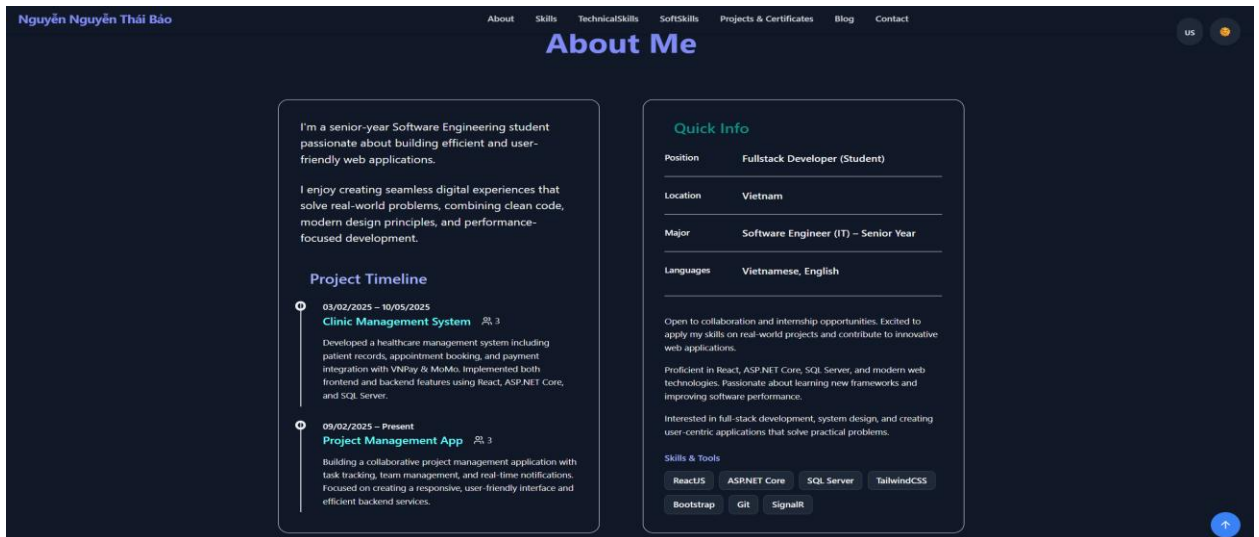 Nguyễn Nguyễn Thái Bảo
About Skills TechnicalSkills SoftSkills Projects & Certificates Blog Contact
US
About Me
I'm a senior-year Software Engineering student
passionate about building efficient and user-
friendly web applications.
I enjoy creating seamless digital experiences that
solve real-world problems, combining clean code,
modern design principles, and performance-
focused development.
Project Timeline
03/02/2025 – 10/05/2025
Clinic Management System 3
Developed a healthcare management system including
patient records, appointment booking, and payment
integration with VNPay & MoMo. Implemented both
frontend and backend features using React, ASP.NET Core,
and SQL Server.
09/02/2025 – Present
Project Management App 3
Building a collaborative project management application with
task tracking, team management, and real-time notifications.
Focused on creating a responsive, user-friendly interface and
efficient backend services.
Quick Info
Position Fullstack Developer (Student)
Location Vietnam
Major Software Engineer (IT) – Senior Year
Languages Vietnamese, English
Open to collaboration and internship opportunities. Excited to
apply my skills on real-world projects and contribute to innovative
web applications.
Proficient in React, ASP.NET Core, SQL Server, and modern web
technologies. Passionate about learning new frameworks and
improving software performance.
Interested in full-stack development, system design, and creating
user-centric applications that solve practical problems.
Skills & Tools
ReactJS ASP.NET Core SQL Server TailwindCSS
Bootstrap Git SignalR